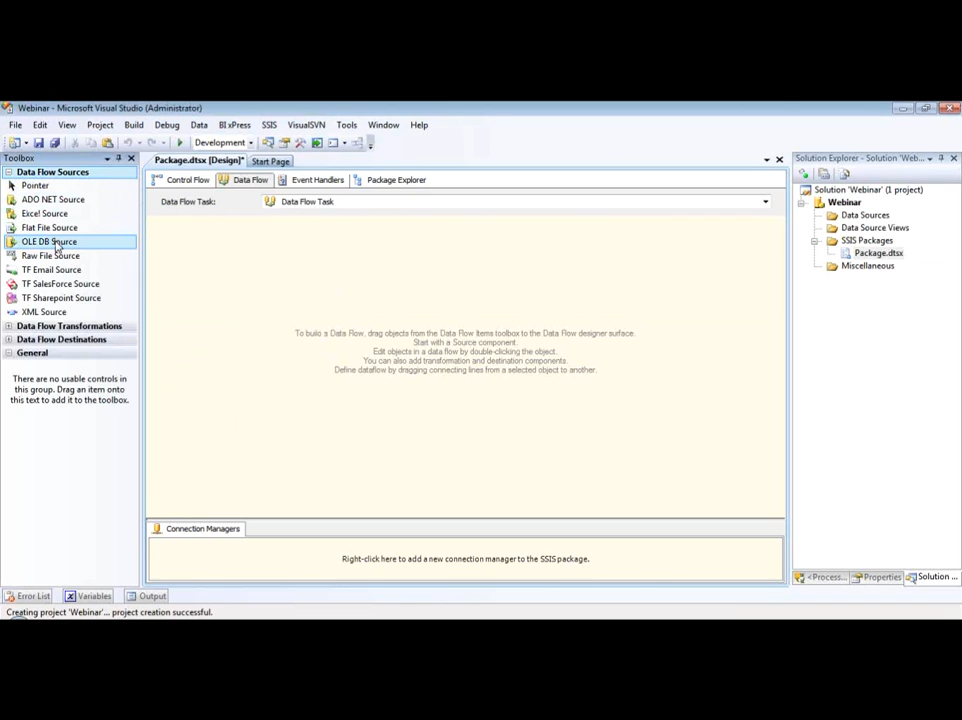 Webinar - Microsoft Visual Studio (Administrator)
File Edit View Project Build Debug Data BI xPress SSIS VisualSVN Tools Window Help
Development
Toolbox
Data Flow Sources
Pointer
ADO NET Source
Excel Source
Flat File Source
OLE DB Source
Raw File Source
TF Email Source
TF SalesForce Source
TF Sharepoint Source
XML Source
Data Flow Transformations
Data Flow Destinations
General
There are no usable controls in
this group. Drag an item onto
this text to add it to the toolbox.
Package.dtsx [Design]* Start Page
Control Flow Data Flow Event Handlers Package Explorer
Data Flow Task: Data Flow Task
To build a Data Flow, drag objects from the Data Flow Items toolbox to the Data Flow designer surface.
Start with a Source component.
Edit objects in a data flow by double-clicking the object.
You can also add transformation and destination components.
Define dataflow by dragging connecting lines from a selected object to another.
Connection Managers
Right-click here to add a new connection manager to the SSIS package.
Solution Explorer - Solution 'Web...
Solution 'Webinar' (1 project)
Webinar
Data Sources
Data Source Views
SSIS Packages
Package.dtsx
Miscellaneous
<Process... Properties Solution ...
Error List Variables Output
Creating project 'Webinar'... project creation successful.